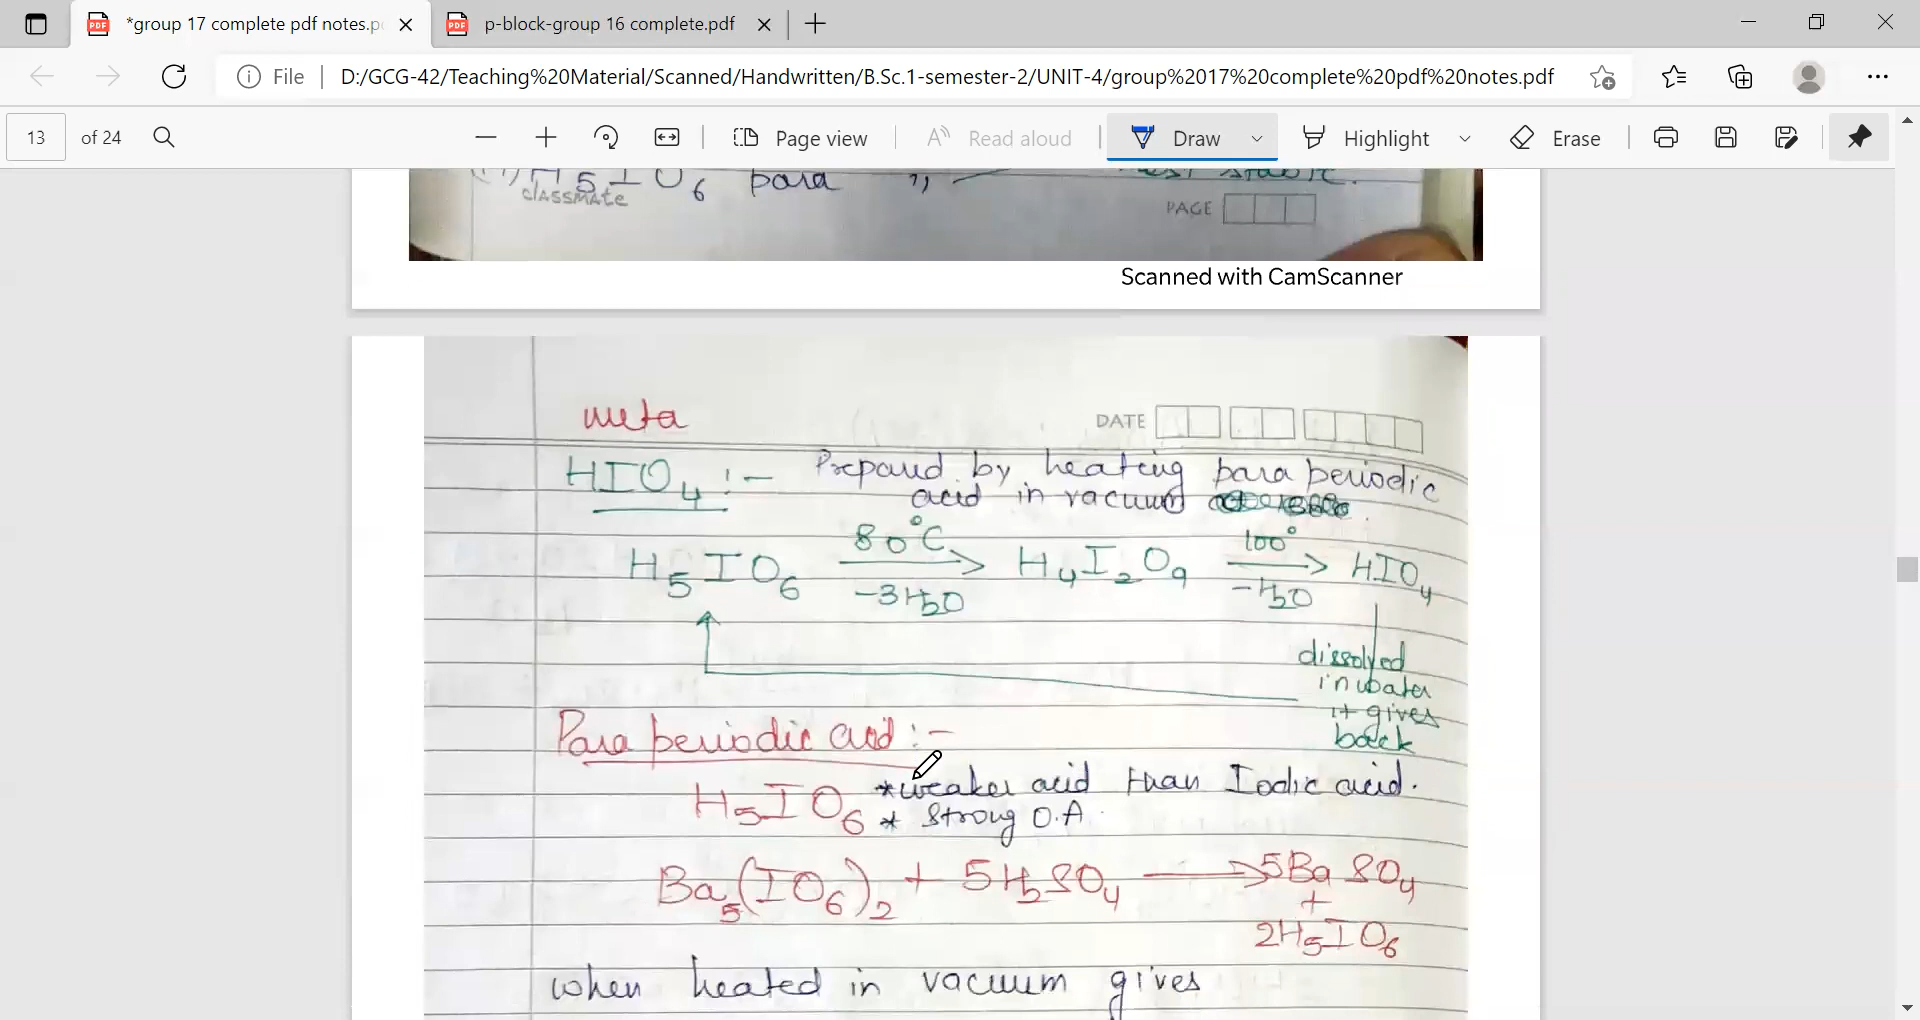 *group 17 complete pdf notes.p
p-block-group 16 complete.pdf
File
D:/GCG-42/Teaching%20Material/Scanned/Handwritten/B.Sc.1-semester-2/UNIT-4/group%2017%20complete%20pdf%20notes.pdf
13 of 24
Page view
Read aloud
Draw
Highlight
Erase
H5IO6 para ,,
classmate
PAGE
Scanned with CamScanner
meta
DATE
HIO4 :- Prepared by heating para periodic
acid in vacuum
H5IO6 80°C -3H2O → H4I2O9 100° -H2O → HIO4
dissolved
in water
it gives
back
Para periodic acid :-
H5IO6 * weaker acid than Iodic acid.
* Strong O.A
Ba5(IO6)2 + 5H2SO4 → 5BaSO4
+
2H5IO6
when heated in vacuum gives